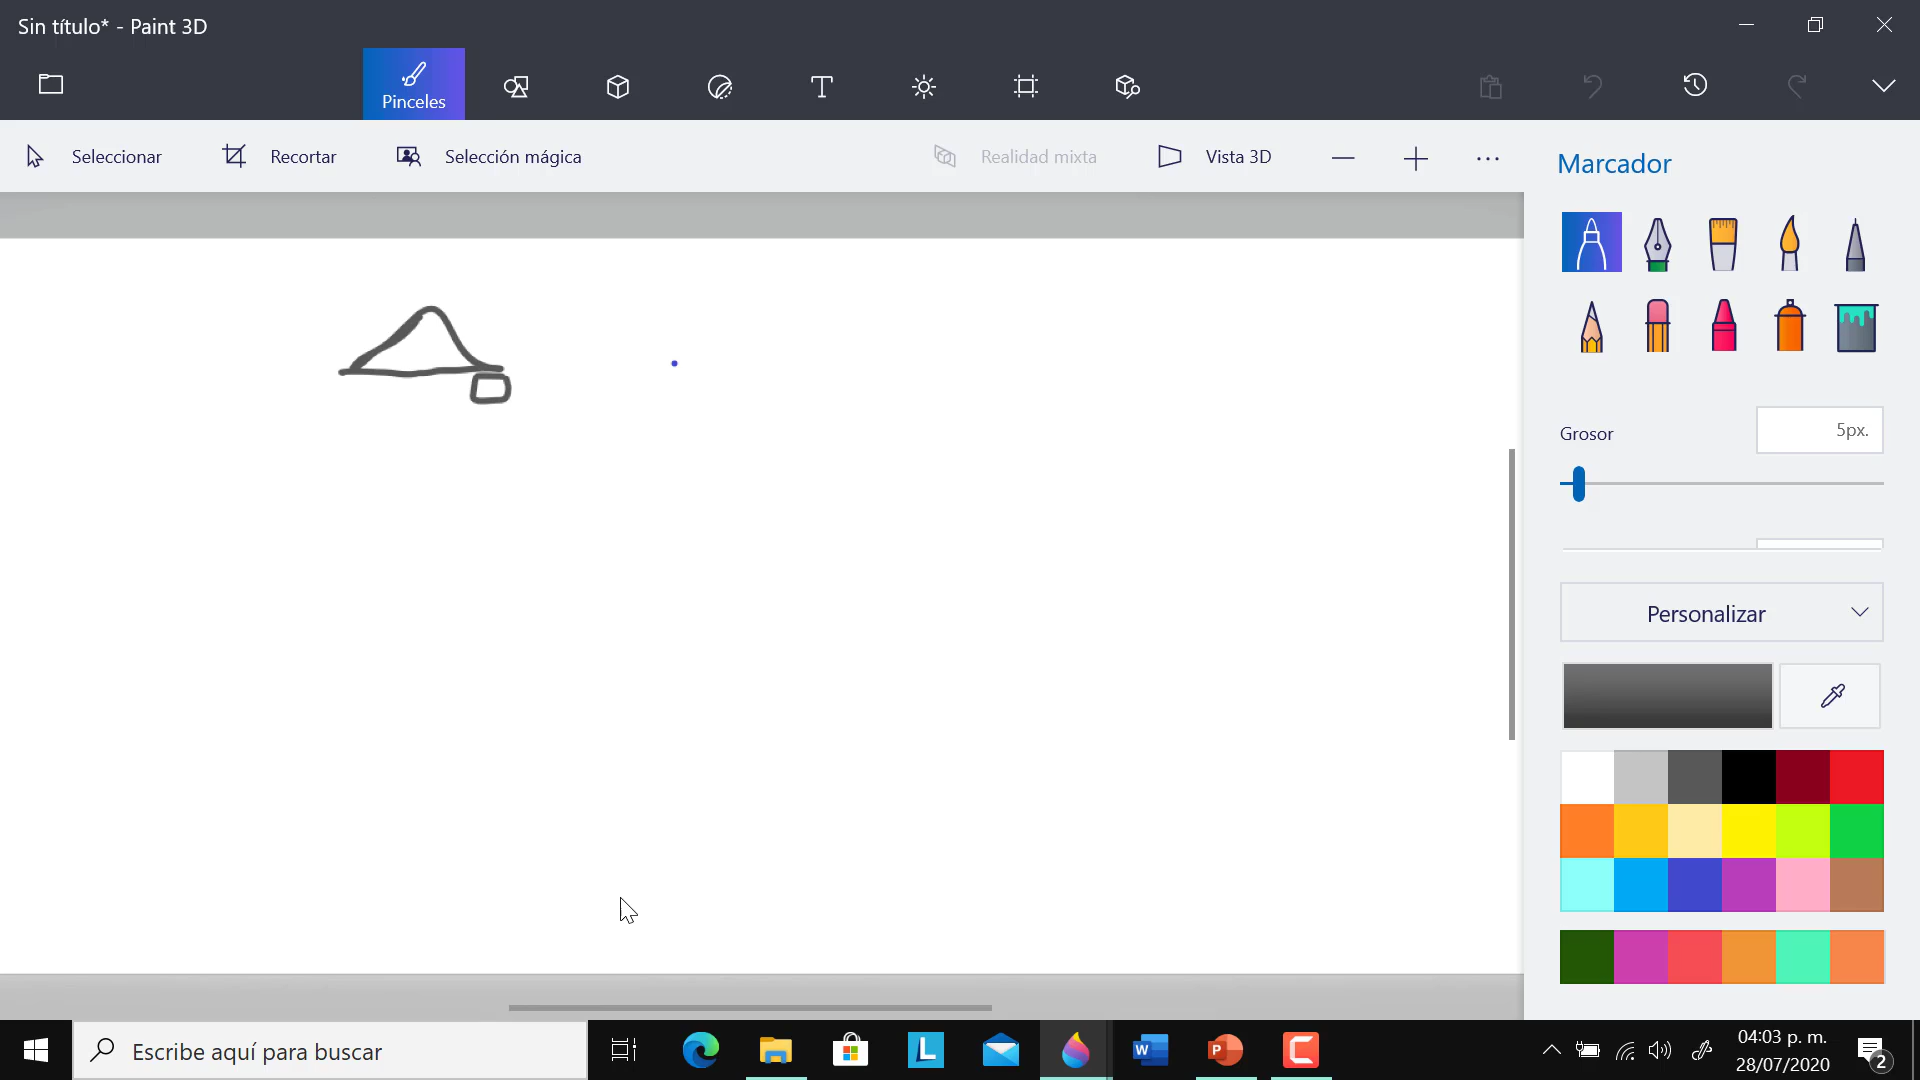 Sin título* - Paint 3D
Pinceles
Seleccionar
Recortar
Selección mágica
Realidad mixta
Vista 3D
Marcador
Grosor
5px.
Personalizar
Escribe aquí para buscar
L
W
P
C
04:03 p. m.
28/07/2020
2